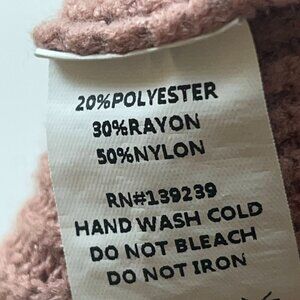 20%POLYESTER
30%RAYON
50%NYLON
RN#139239
HAND WASH COLD
DO NOT BLEACH
DO NOT IRON